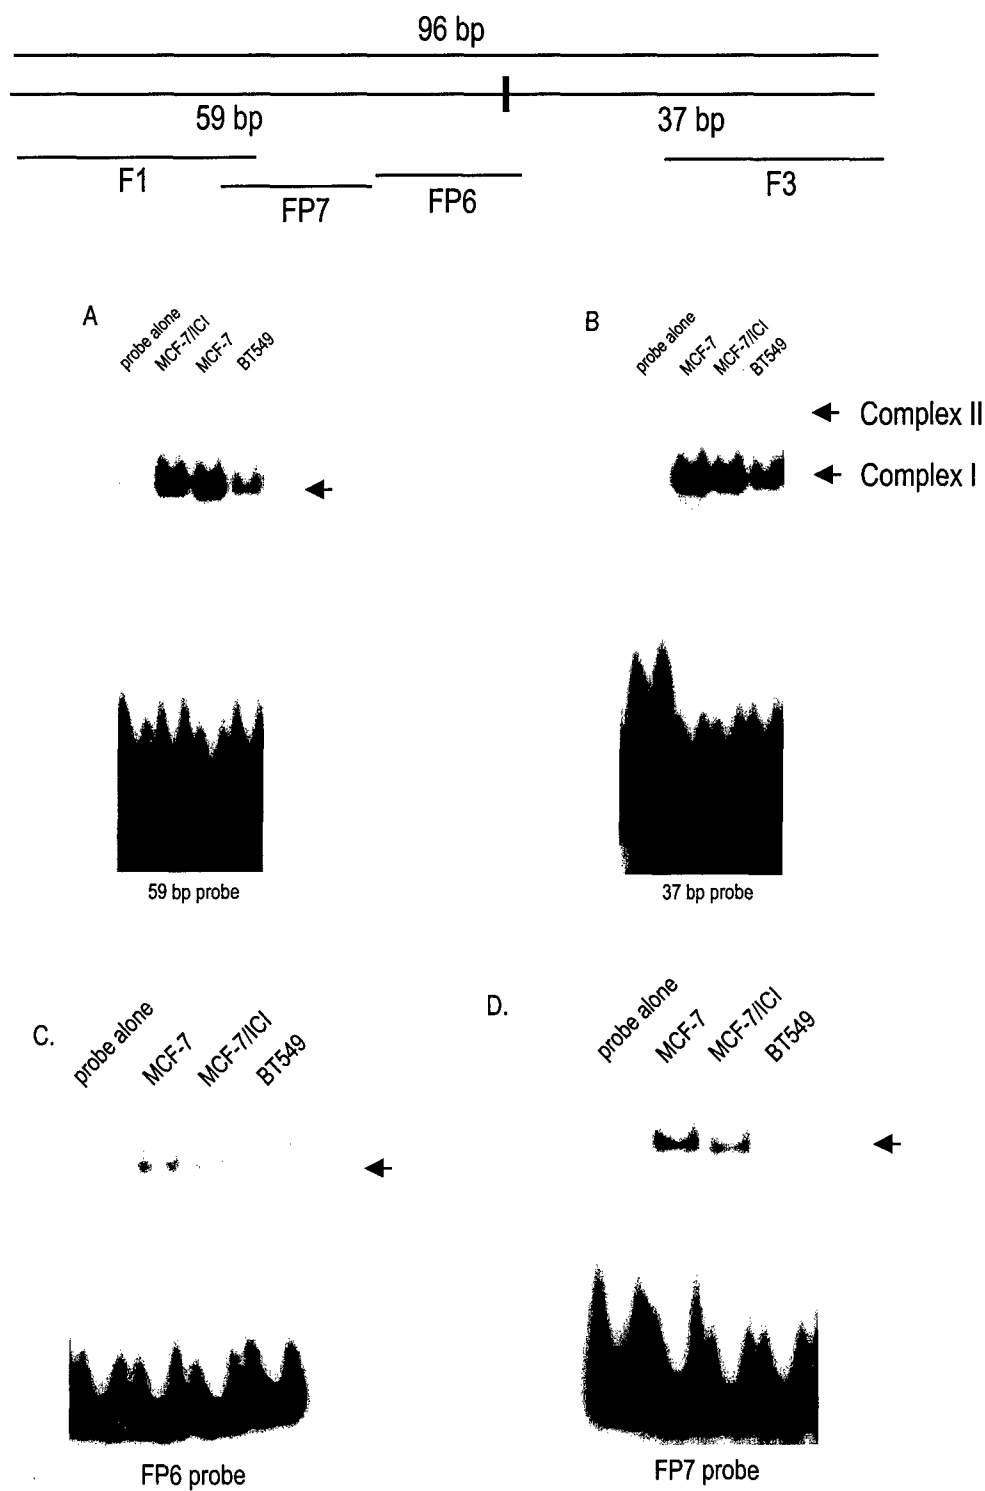 96 bp
59 bp
37 bp
F1
F3
FP7
FP6
A
probe alone
MCF-7/ICI
MCF-7
BT549
B
probe alone
MCF-7
MCF-7/ICI
BT549
Complex II
Complex I
59 bp probe
37 bp probe
C.
probe alone
MCF-7
MCF-7/ICI
BT549
D.
probe alone
MCF-7
MCF-7/ICI
BT549
FP6 probe
FP7 probe